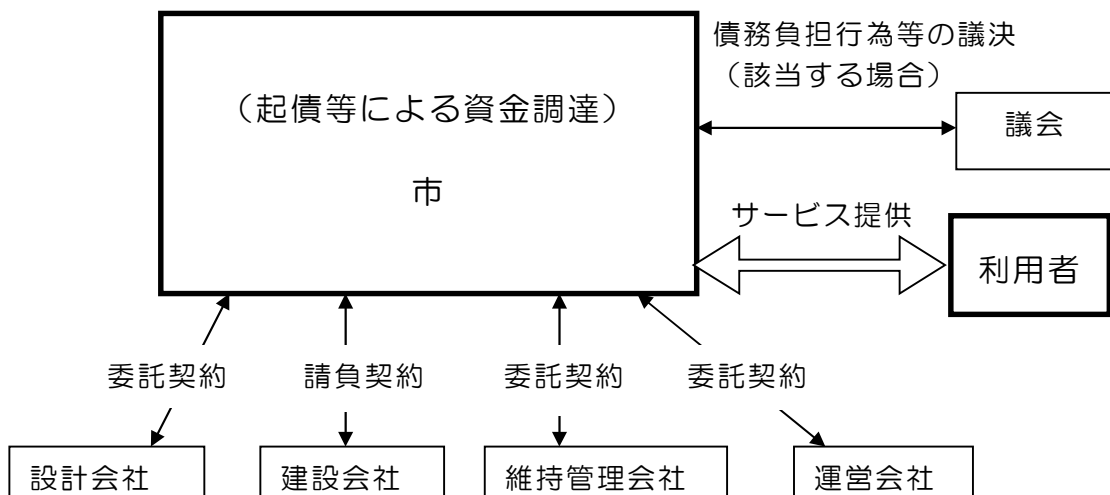 債務負担行為等の議決
（該当する場合）
（起債等による資金調達）
市
議会
サービス提供
利用者
委託契約
請負契約
委託契約
委託契約
設計会社
建設会社
維持管理会社
運営会社